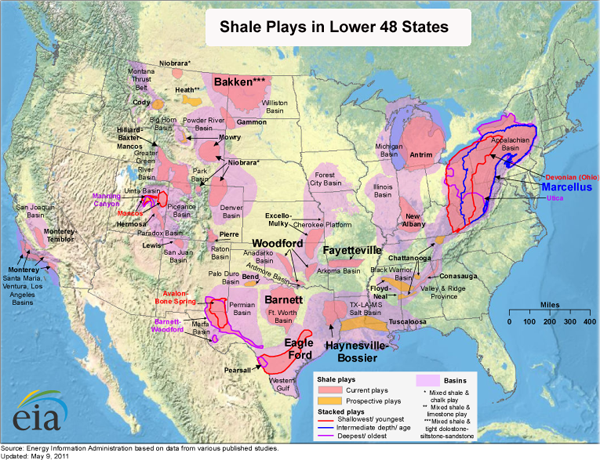 Shale Plays in Lower 48 States
Niobrara*
Montana
Thrust
Belt
Bakken***
Heath**
Cody
Williston
Basin
Big Horn
Basin
Powder River
Basin
Gammon
Hilliard-
Baxter-
Mancos
Mowry
Greater
Green
River
Basin
Niobrara*
Park
Basin
Uinta Basin
Manning
Canyon
Mancos
Piceance
Basin
Denver
Basin
Hermosa
Paradox Basin
Lewis
San Juan
Basin
Pierre
Raton
Basin
San Joaquin
Basin
Monterey-
Temblor
Monterey
Santa Maria,
Ventura, Los
Angeles
Basins
Forest
City Basin
Excello-
Mulky
Cherokee Platform
Woodford
Anadarko
Basin
Ardmore Basin
Arkoma Basin
Fayetteville
Palo Duro
Basin
Bend
Avalon-
Bone Spring
Permian
Basin
Barnett-
Woodford
Marfa
Basin
Barnett
Ft. Worth
Basin
Eagle
Ford
Pearsall
Western
Gulf
TX-LA-MS
Salt Basin
Haynesville-
Bossier
Tuscaloosa
Floyd-
Neal
Black Warrior
Basin
Chattanooga
Conasauga
Valley & Ridge
Province
Michigan
Basin
Antrim
Illinois
Basin
New
Albany
Appalachian
Basin
Devonian (Ohio)
Marcellus
Utica
Miles
0 100 200 300 400
Shale plays
Current plays
Prospective plays
Stacked plays
Shallowest/ youngest
Intermediate depth/ age
Deepest/ oldest
Basins
* Mixed shale &
chalk play
** Mixed shale &
limestone play
***Mixed shale &
tight dolostone-
siltstone-sandstone
eia
Source: Energy Information Administration based on data from various published studies.
Updated: May 9, 2011